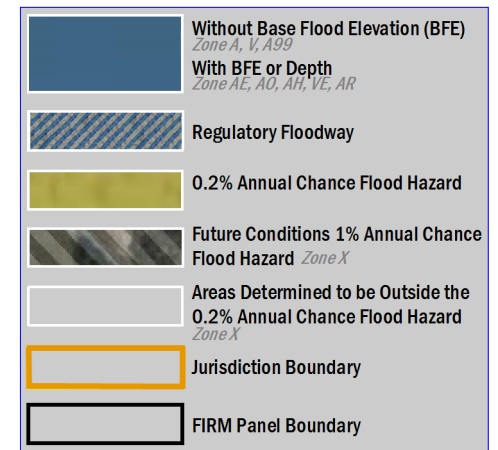 Without Base Flood Elevation (BFE)
Zone A, V, A99
With BFE or Depth
Zone AE, AO, AH, VE, AR
Regulatory Floodway
0.2% Annual Chance Flood Hazard
Future Conditions 1% Annual Chance
Flood Hazard Zone X
Areas Determined to be Outside the
0.2% Annual Chance Flood Hazard
Zone X
Jurisdiction Boundary
FIRM Panel Boundary